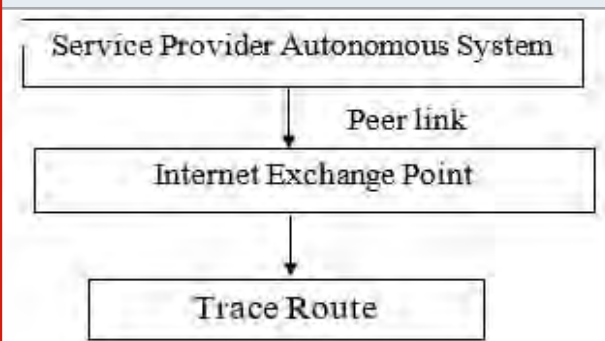 Service Provider Autonomous System
Peer link
Internet Exchange Point
Trace Route